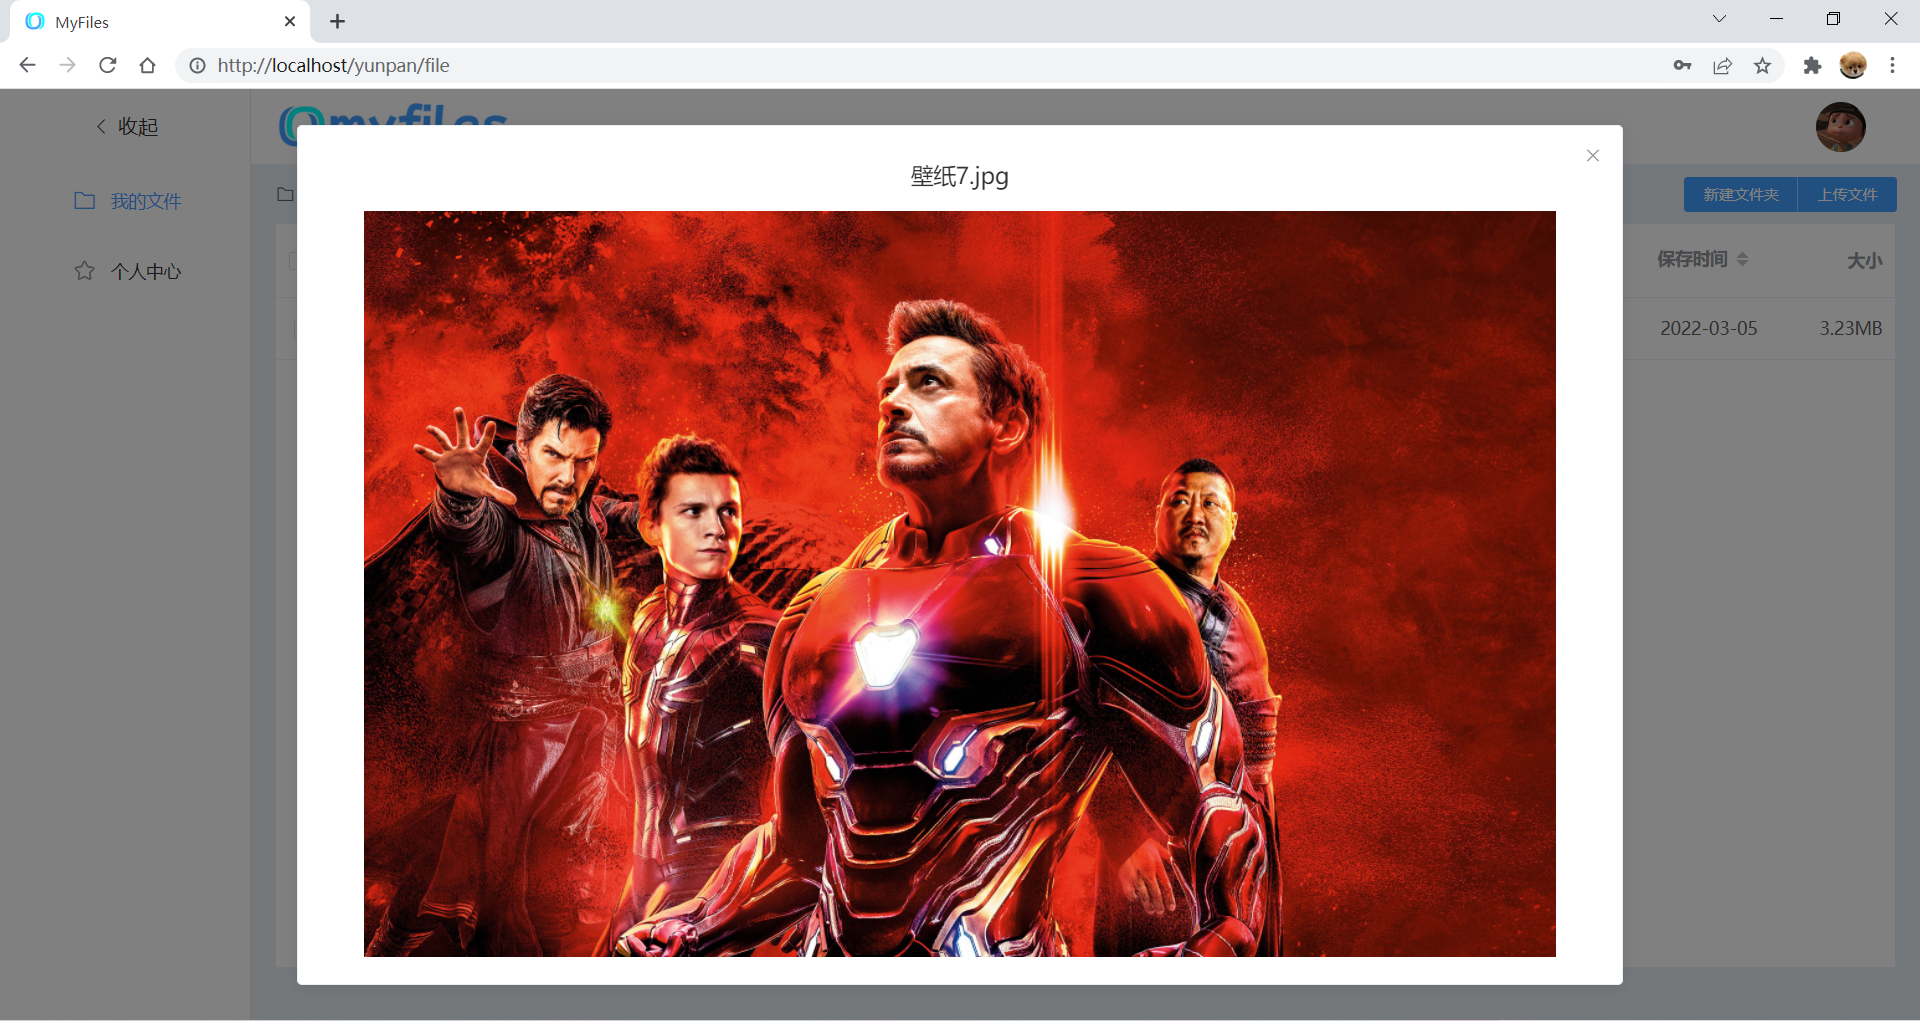 MyFiles
http://localhost/yunpan/file
收起
myfiles
壁纸7.jpg
我的文件
新建文件夹 上传文件
个人中心
保存时间 大小
2022-03-05 3.23MB